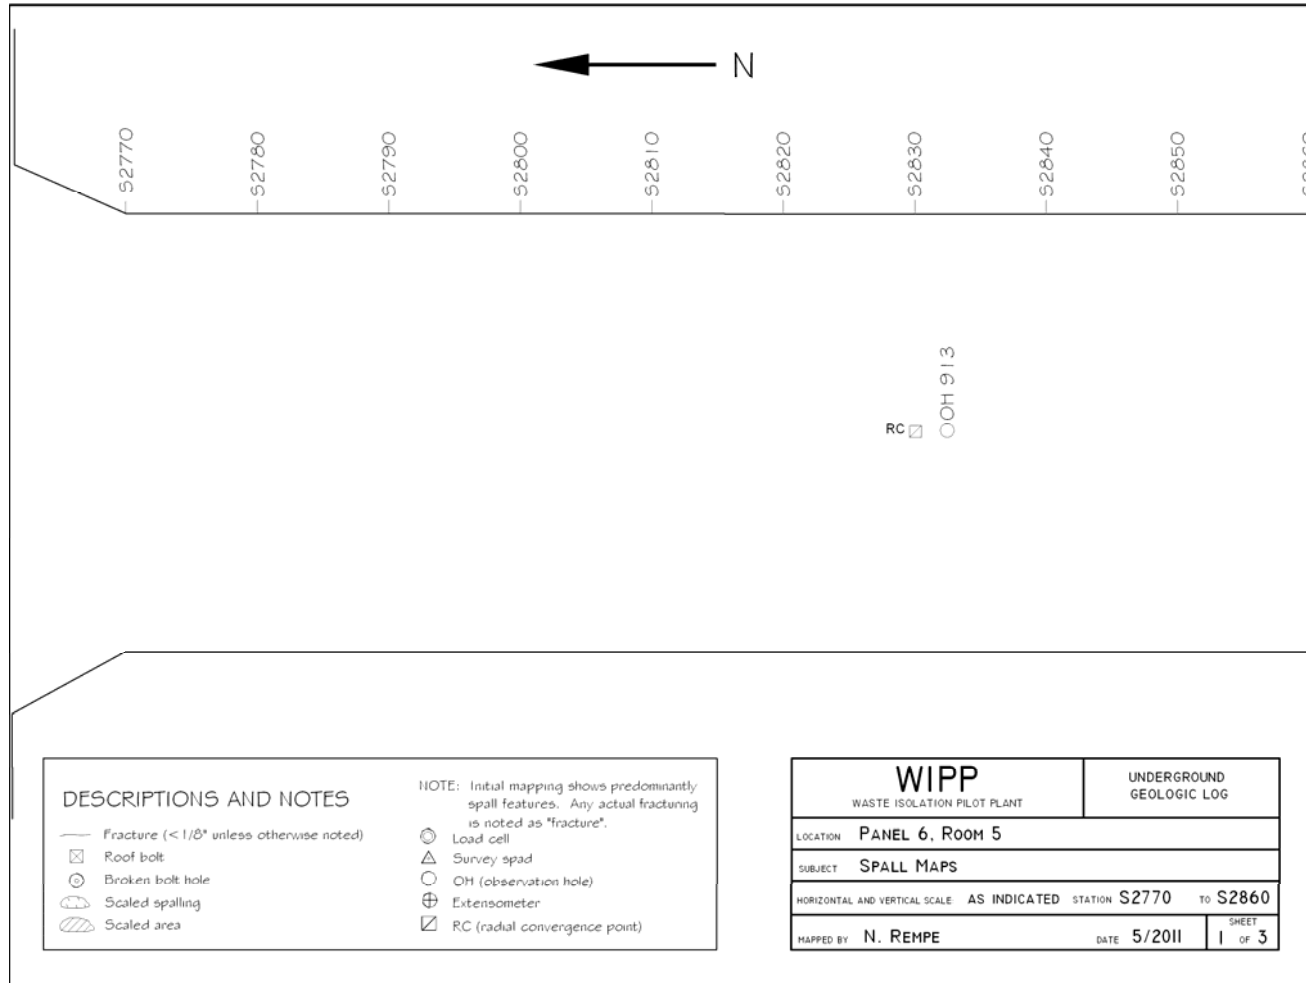 N
S2770
S2780
S2790
S2800
S2810
S2820
S2830
S2840
S2850
S2860
OH 913
RC
DESCRIPTIONS AND NOTES
Fracture (<1/8" unless otherwise noted)
Roof bolt
Broken bolt hole
Scaled spalling
Scaled area
NOTE: Initial mapping shows predominantly
spall features. Any actual fracturing
is noted as "fracture".
Load cell
Survey spad
OH (observation hole)
Extensometer
RC (radial convergence point)
WIPP
WASTE ISOLATION PILOT PLANT
UNDERGROUND
GEOLOGIC LOG
LOCATION PANEL 6, ROOM 5
SUBJECT SPALL MAPS
HORIZONTAL AND VERTICAL SCALE: AS INDICATED STATION S2770 TO S2860
MAPPED BY N. REMPE DATE 5/2011 SHEET 1 OF 3